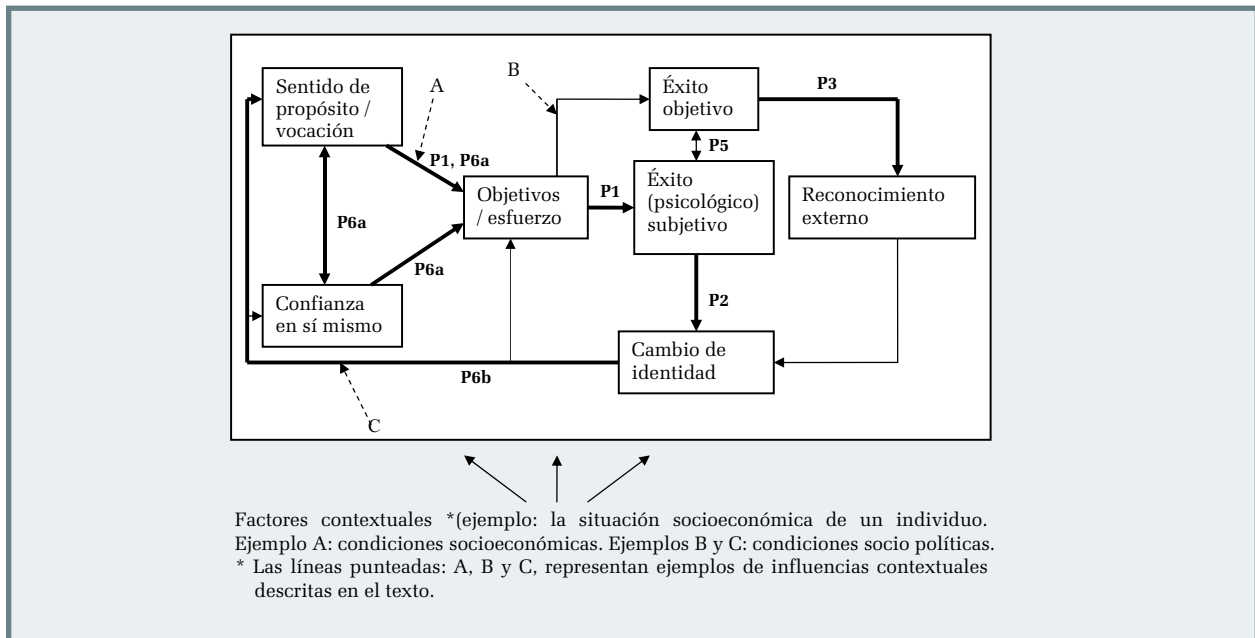 Sentido de
propósito /
vocación
A
B
Éxito
objetivo
P3
P1, P6a
P5
Objetivos
/ esfuerzo
P1
Éxito
(psicológico)
subjetivo
Reconocimiento
externo
P6a
P6a
P2
Confianza
en sí mismo
Cambio de
identidad
P6b
C
Factores contextuales *(ejemplo: la situación socioeconómica de un individuo.
Ejemplo A: condiciones socioeconómicas. Ejemplos B y C: condiciones socio políticas.
* Las líneas punteadas: A, B y C, representan ejemplos de influencias contextuales
descritas en el texto.